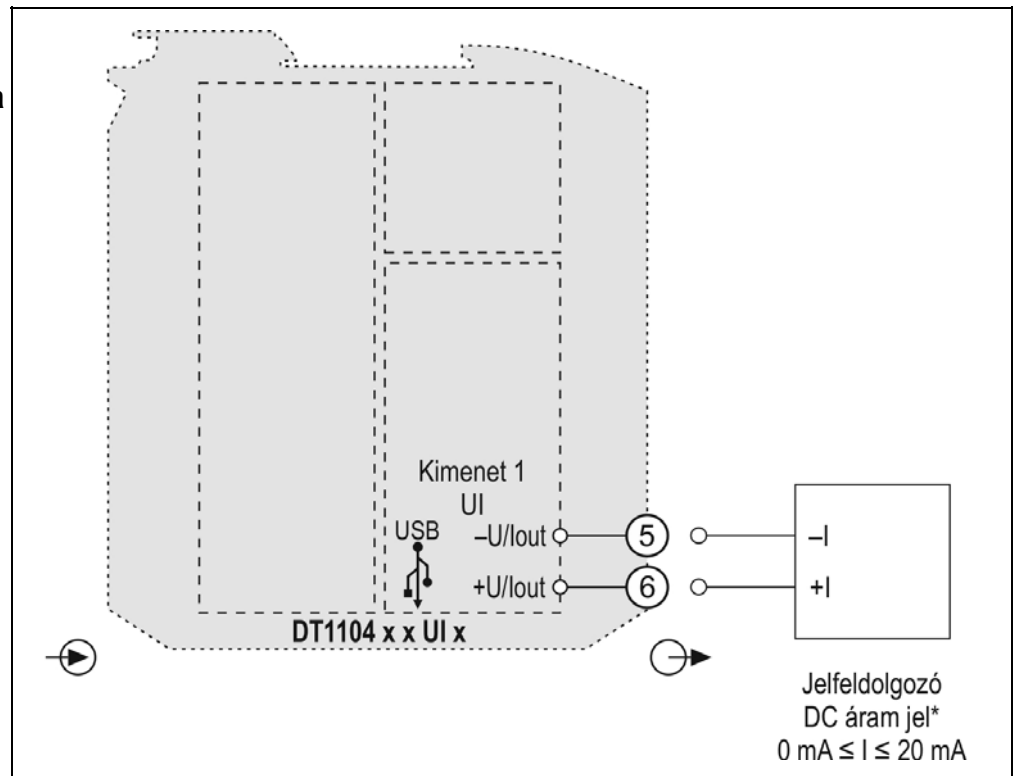 Kimenet 1
UI
USB
–U/Iout
5
–I
+U/Iout
6
+I
DT1104 x x UI x
Jelfeldolgozó
DC áram jel*
0 mA ≤ I ≤ 20 mA